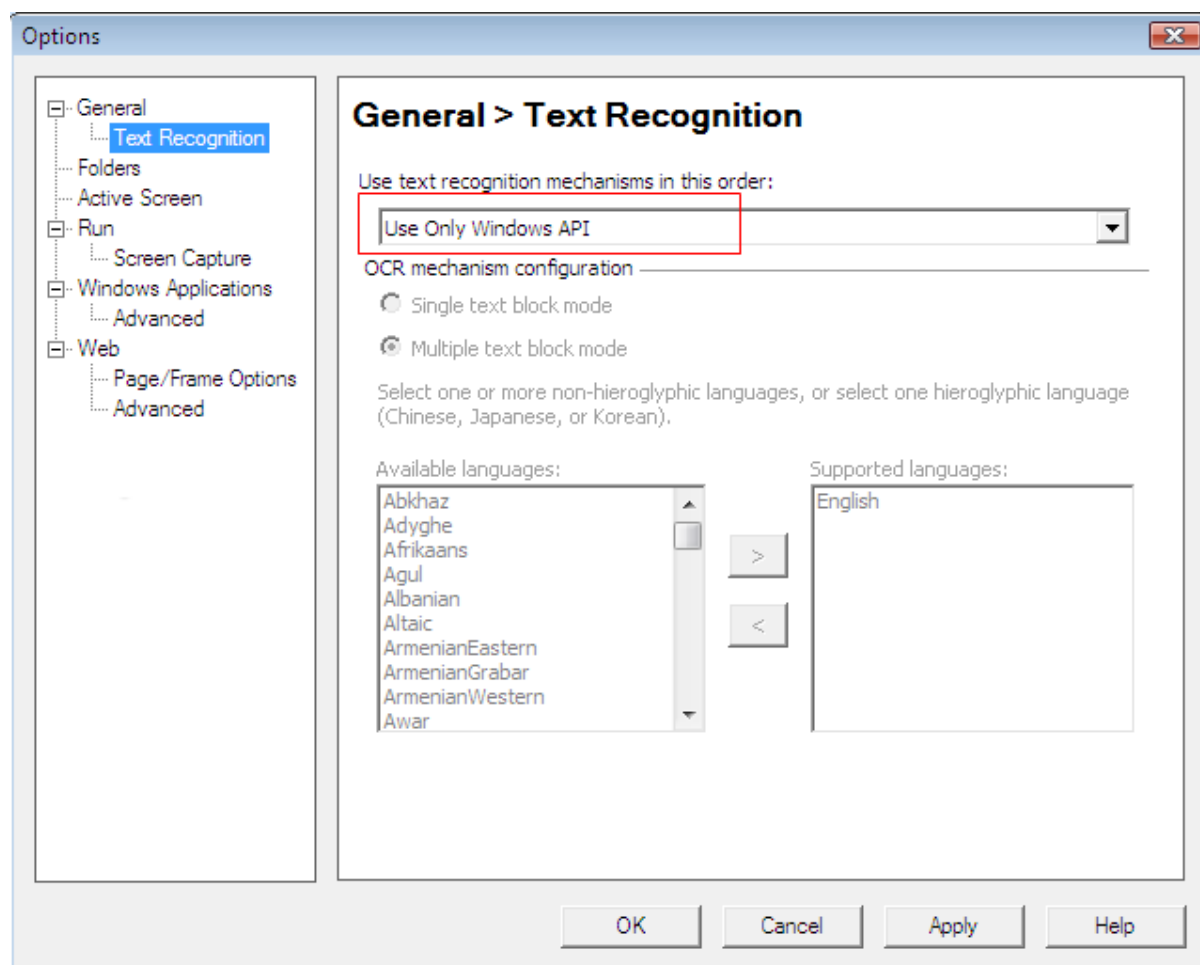 Options
General
Text Recognition
Folders
Active Screen
Run
Screen Capture
Windows Applications
Advanced
Web
Page/Frame Options
Advanced
General > Text Recognition
Use text recognition mechanisms in this order:
Use Only Windows API
OCR mechanism configuration
Single text block mode
Multiple text block mode
Select one or more non-hieroglyphic languages, or select one hieroglyphic language
(Chinese, Japanese, or Korean).
Available languages:
Abkhaz
Adyghe
Afrikaans
Agul
Albanian
Altaic
ArmenianEastern
ArmenianGrabar
ArmenianWestern
Awar
>
<
Supported languages:
English
OK
Cancel
Apply
Help